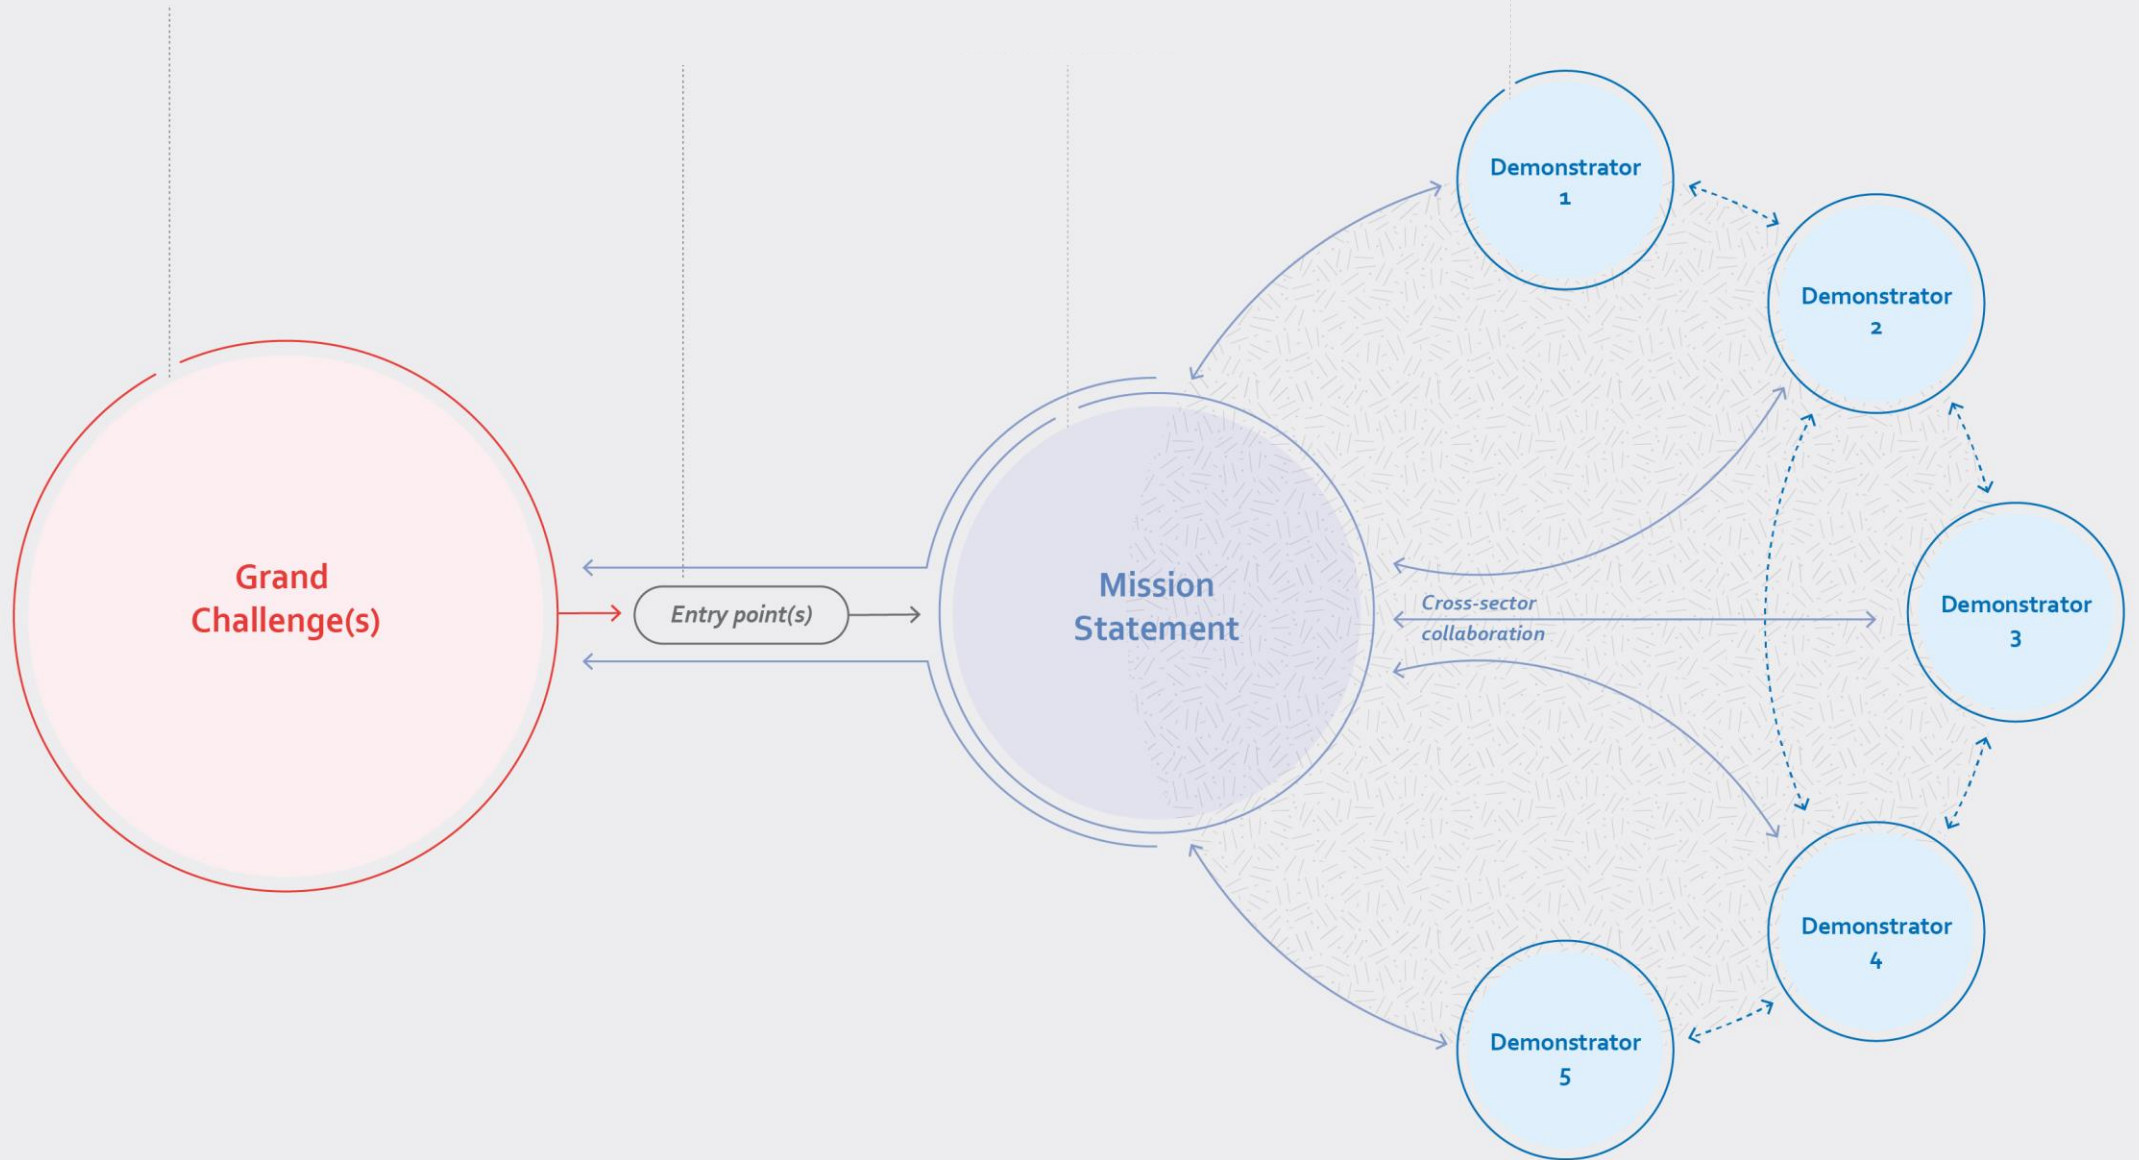 Grand
Challenge(s)
Entry point(s)
Mission
Statement
Cross-sector
collaboration
Demonstrator
1
Demonstrator
2
Demonstrator
3
Demonstrator
4
Demonstrator
5